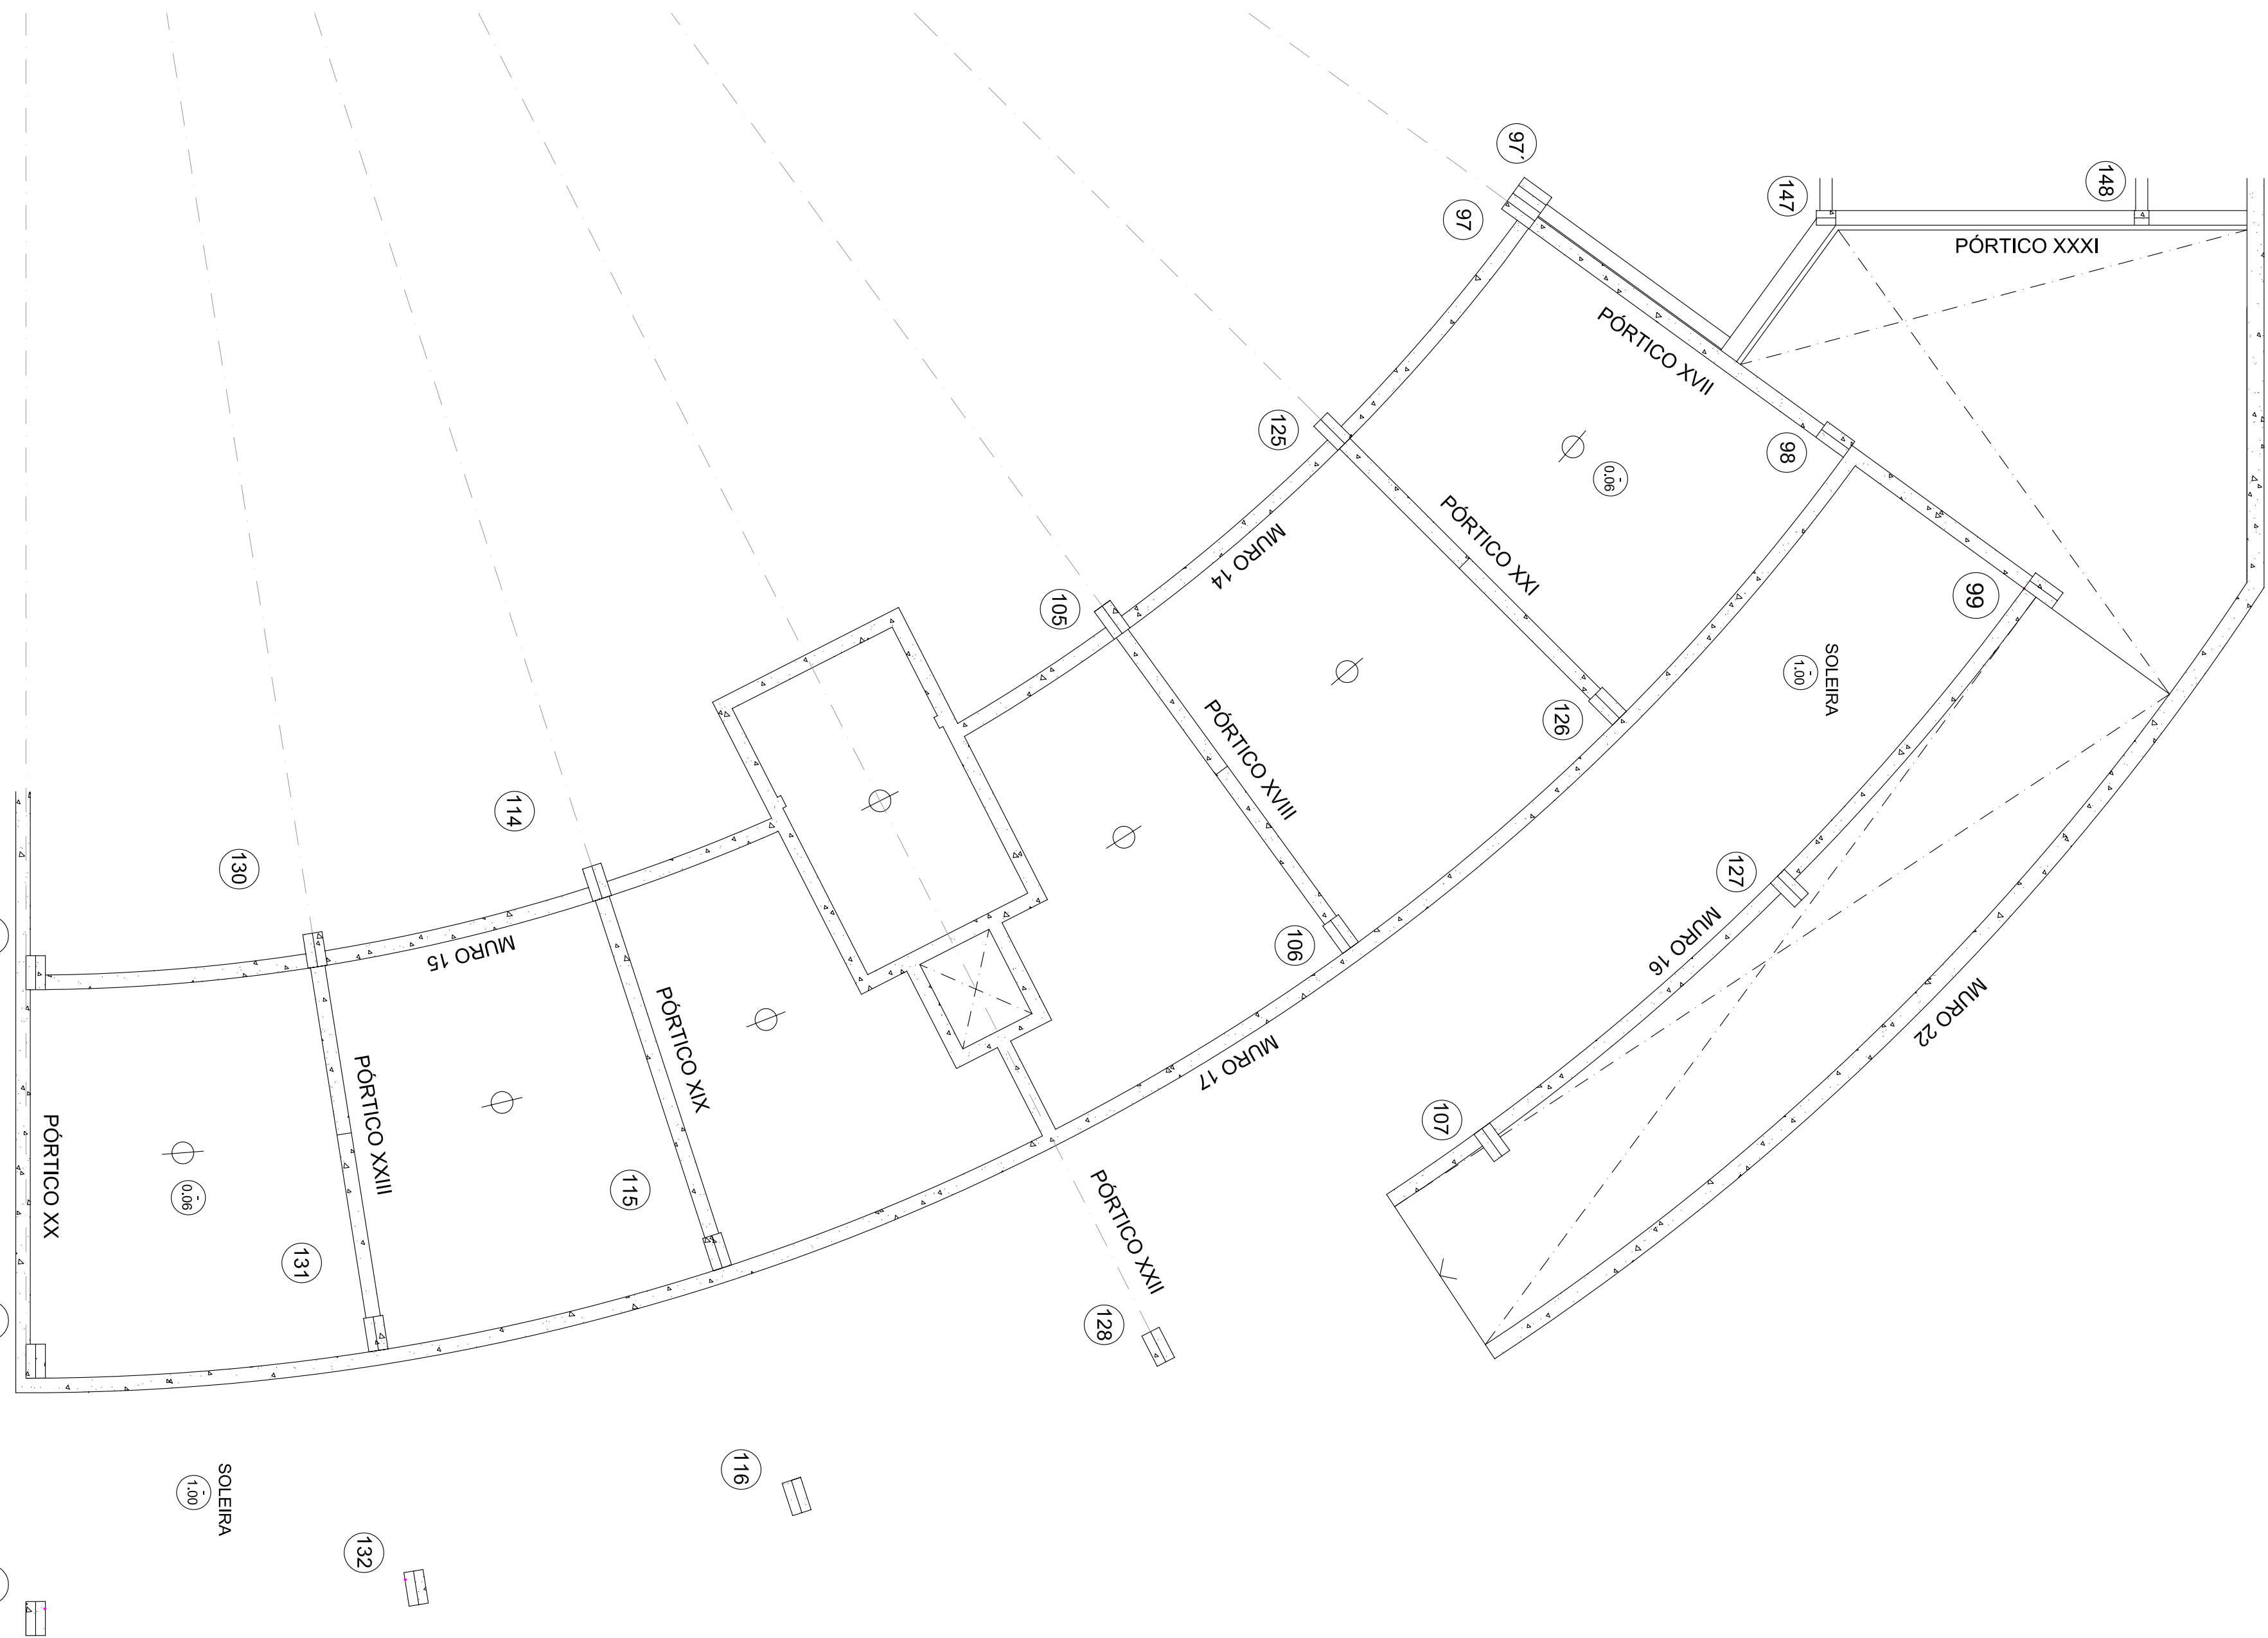 97´
97
147
148
PÓRTICO XXXI
PÓRTICO XVII
98
125
-
0.06
PÓRTICO XXI
MURO 14
105
99
SOLEIRA
-
1.00
126
PÓRTICO XVIII
114
130
127
106
MURO 16
MURO 15
MURO 22
PÓRTICO XIX
MURO 17
107
PÓRTICO XXIII
PÓRTICO XX
115
-
0.06
PÓRTICO XXII
131
128
116
SOLEIRA
-
1.00
132